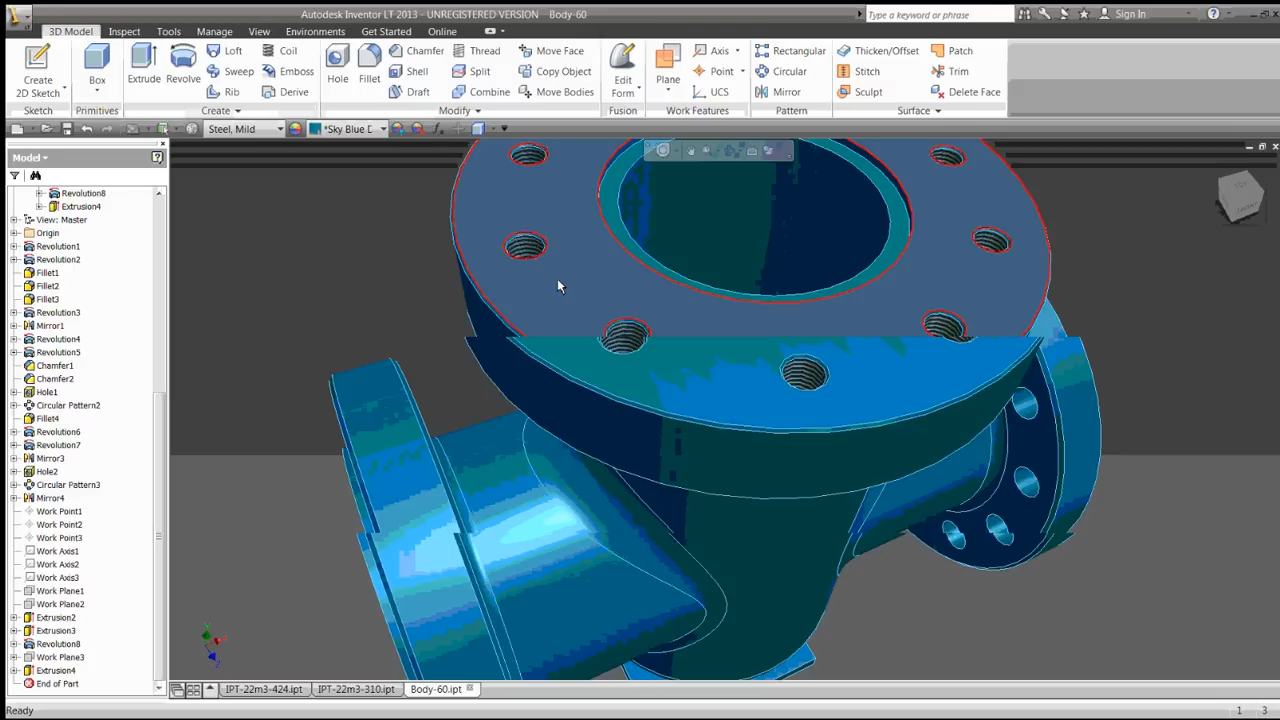 Autodesk Inventor LT 2013 - UNREGISTERED VERSION Body-60
Type a keyword or phrase
Sign In
3D Model Inspect Tools Manage View Environments Get Started Online
Create 2D Sketch
Box
Extrude
Revolve
Loft
Sweep
Rib
Coil
Emboss
Derive
Hole
Fillet
Chamfer
Shell
Draft
Thread
Split
Combine
Move Face
Copy Object
Move Bodies
Edit Form
Plane
Axis
Point
UCS
Rectangular
Circular
Mirror
Thicken/Offset
Stitch
Sculpt
Patch
Trim
Delete Face
Sketch Primitives Create Modify Fusion Work Features Pattern Surface
Steel, Mild
*Sky Blue D
Model
Revolution8
Extrusion4
View: Master
Origin
Revolution1
Revolution2
Fillet1
Fillet2
Fillet3
Revolution3
Mirror1
Revolution4
Revolution5
Chamfer1
Chamfer2
Hole1
Circular Pattern2
Fillet4
Revolution6
Revolution7
Mirror3
Hole2
Circular Pattern3
Mirror4
Work Point1
Work Point2
Work Point3
Work Axis1
Work Axis2
Work Axis3
Work Plane1
Work Plane2
Extrusion2
Extrusion3
Revolution8
Work Plane3
Extrusion4
End of Part
IPT-22m3-424.ipt IPT-22m3-310.ipt Body-60.ipt
Ready
1 3